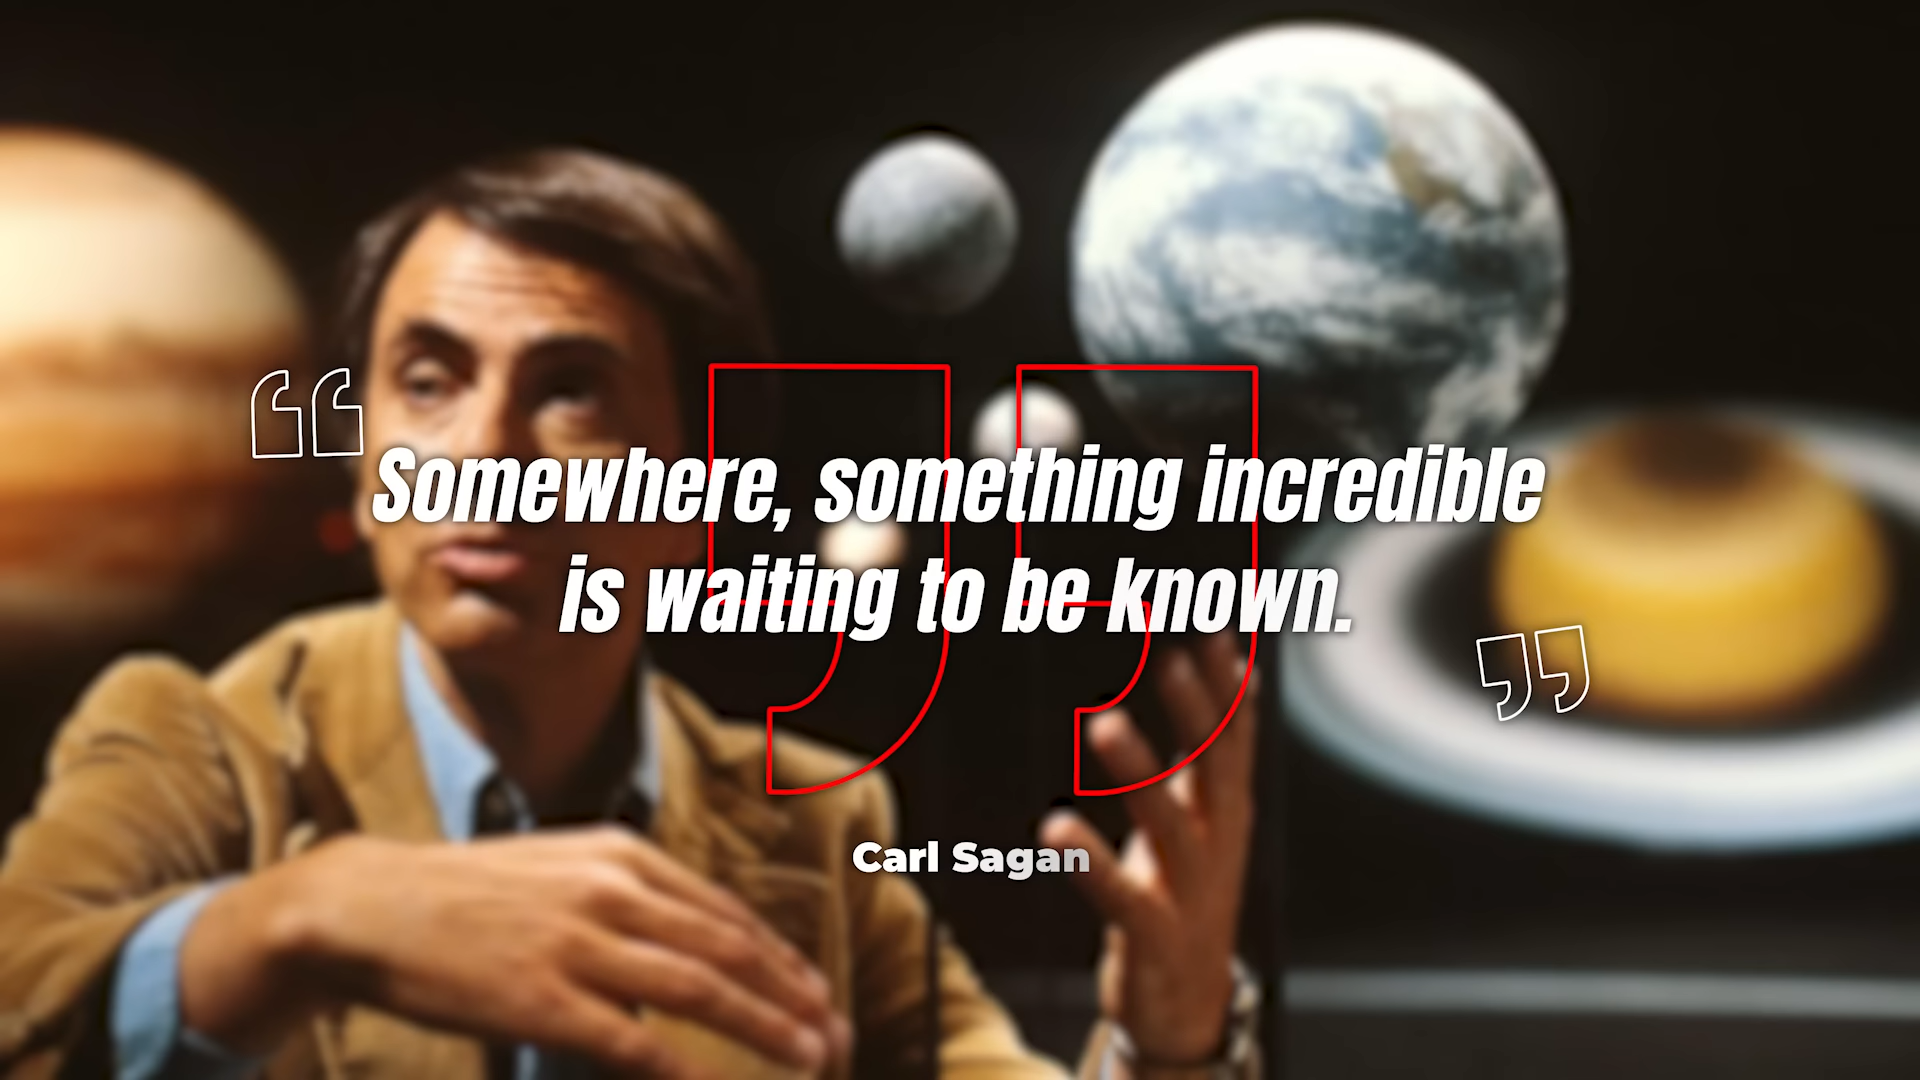 “Somewhere, something incredible
is waiting to be known.”
Carl Sagan